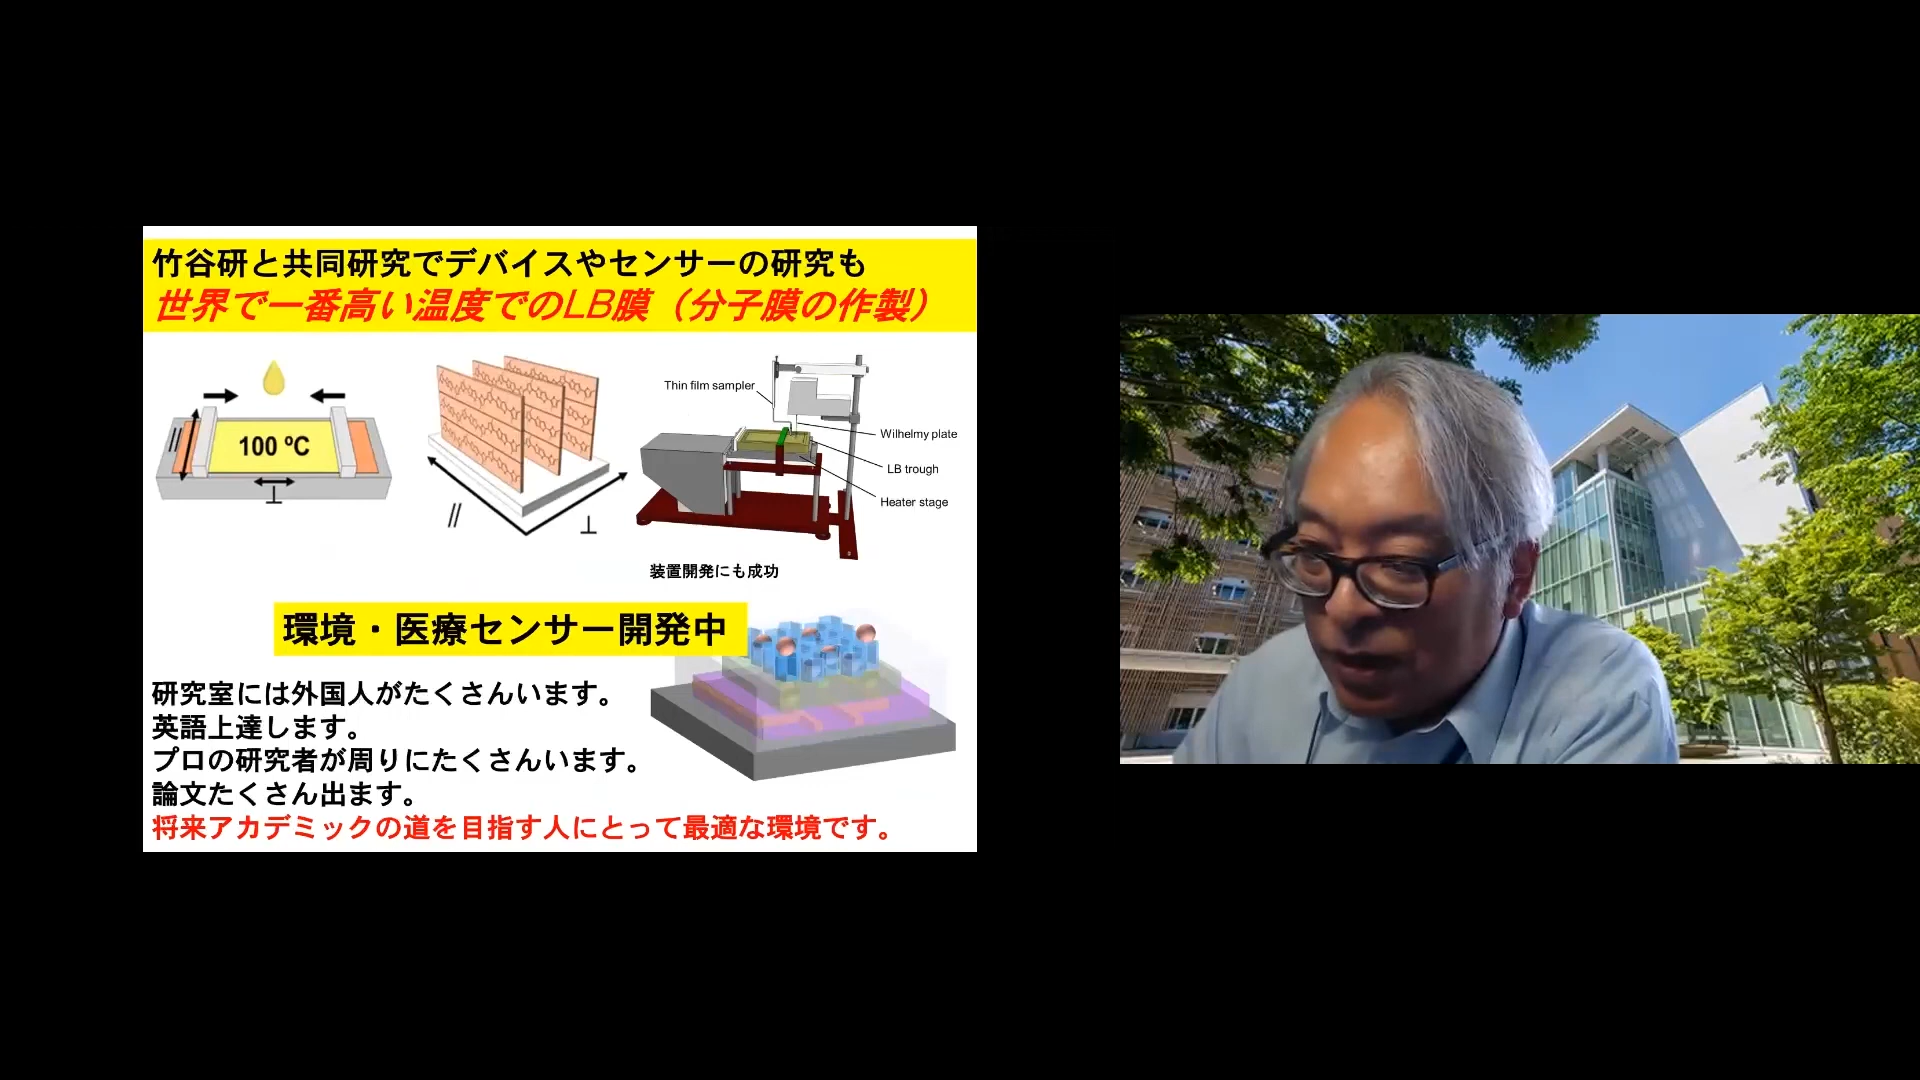 竹谷研と共同研究でデバイスやセンサーの研究も
世界で一番高い温度でのLB膜（分子膜の作製）
100 ºC
//
⊥
//
⊥
Thin film sampler
Wilhelmy plate
LB trough
Heater stage
装置開発にも成功
環境・医療センサー開発中
研究室には外国人がたくさんいます。
英語上達します。
プロの研究者が周りにたくさんいます。
論文たくさん出ます。
将来アカデミックの道を目指す人にとって最適な環境です。